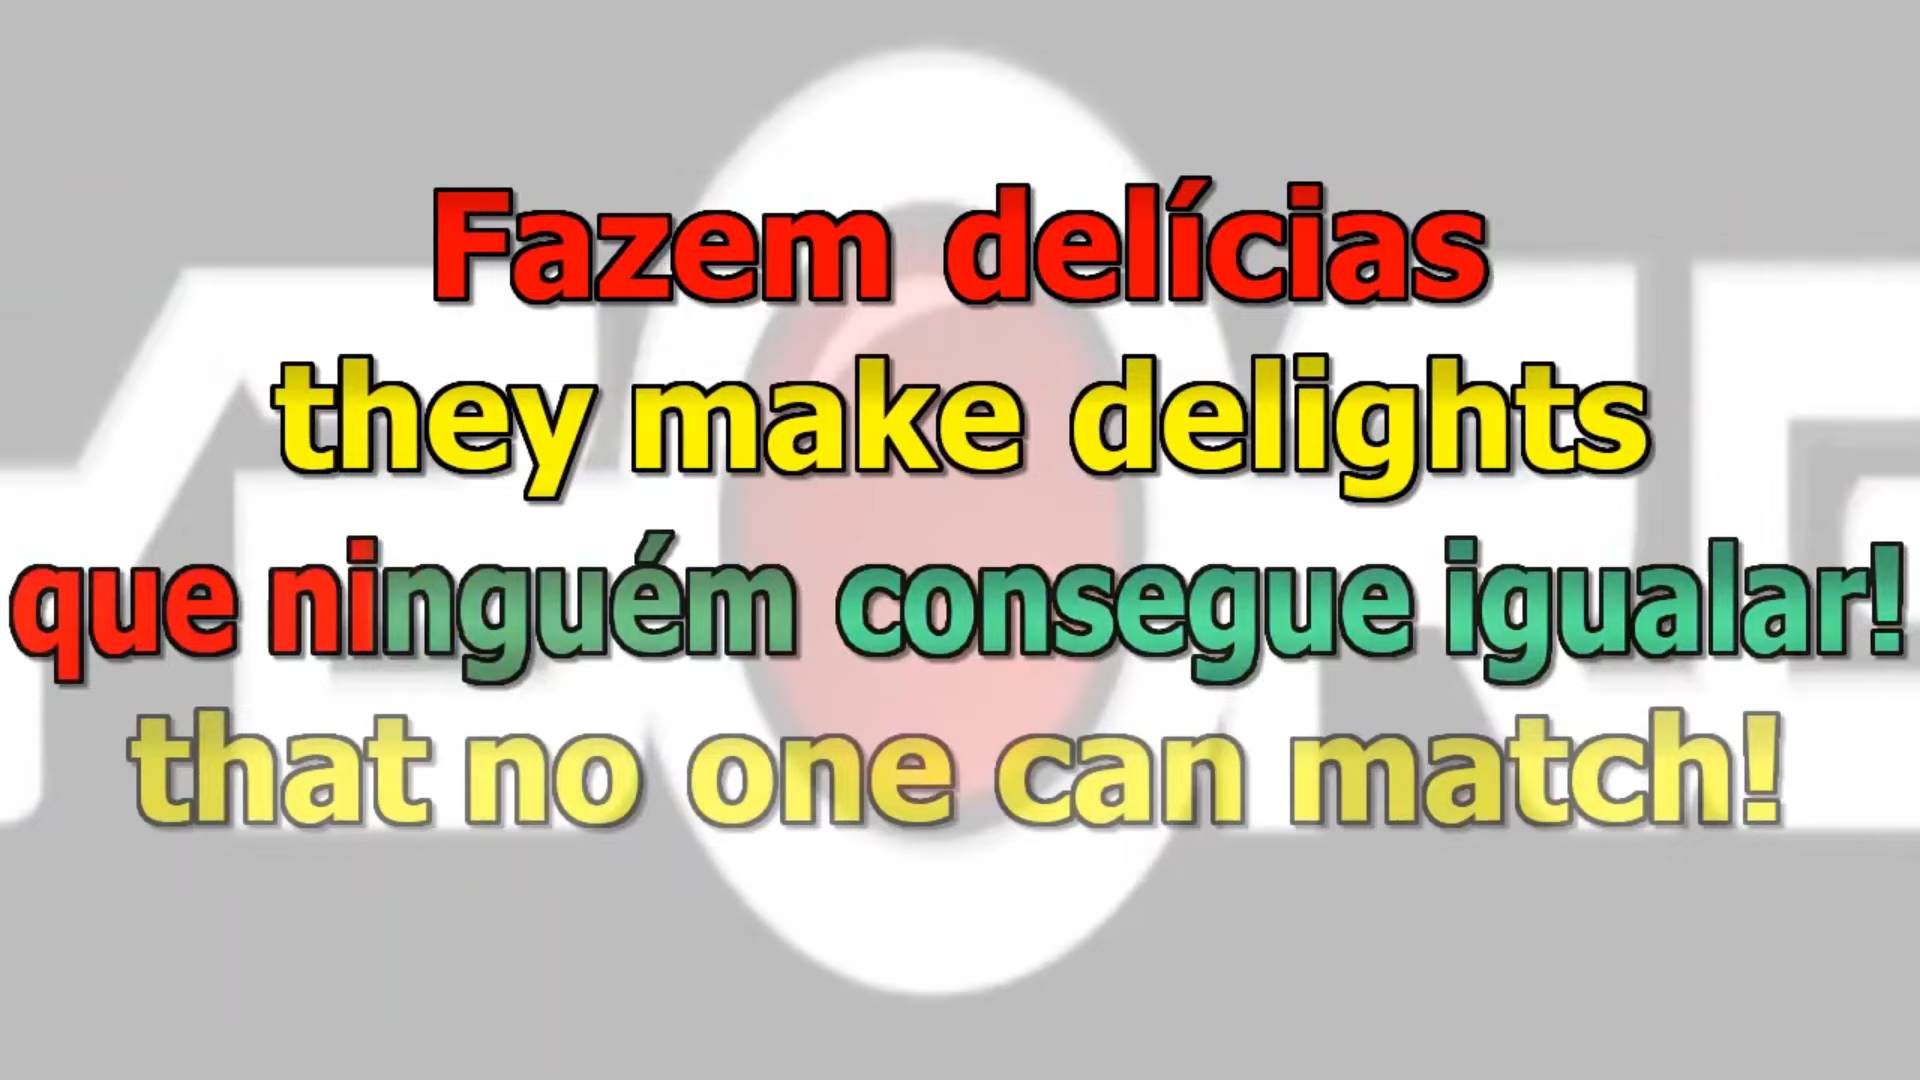 Fazem delícias
they make delights
que ninguém consegue igualar!
that no one can match!